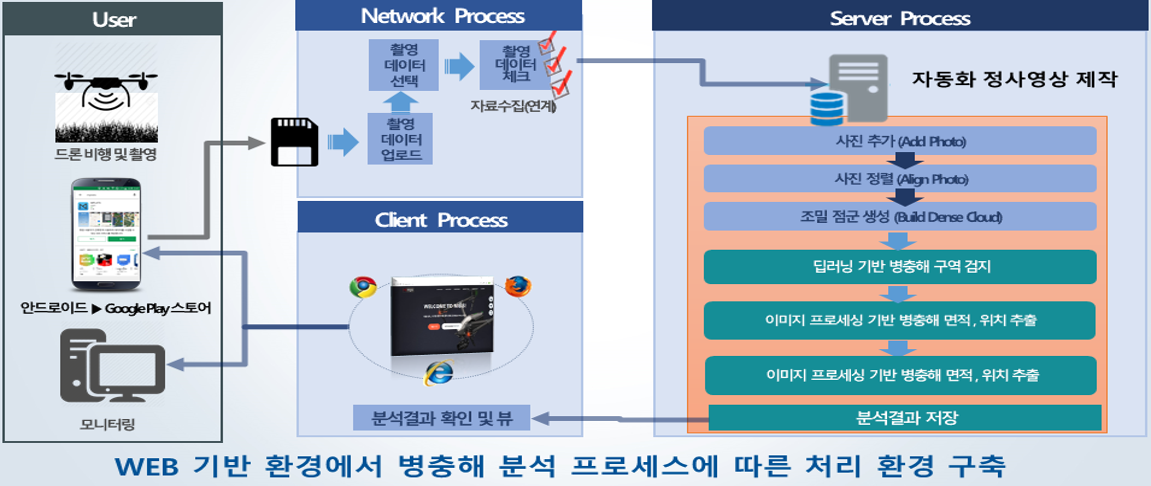 User
Network Process
Server Process
드론 비행 및 촬영
안드로이드 ▶ Google Play 스토어
모니터링
촬영
데이터
선택
촬영
데이터
체크
자료수집(연계)
촬영
데이터
업로드
Client Process
WELCOME TO
분석결과 확인 및 뷰
자동화 정사영상 제작
사진 추가 (Add Photo)
사진 정렬 (Align Photo)
조밀 점군 생성 (Build Dense Cloud)
딥러닝 기반 병충해 구역 검지
이미지 프로세싱 기반 병충해 면적 , 위치 추출
이미지 프로세싱 기반 병충해 면적 , 위치 추출
분석결과 저장
WEB 기반 환경에서 병충해 분석 프로세스에 따른 처리 환경 구축